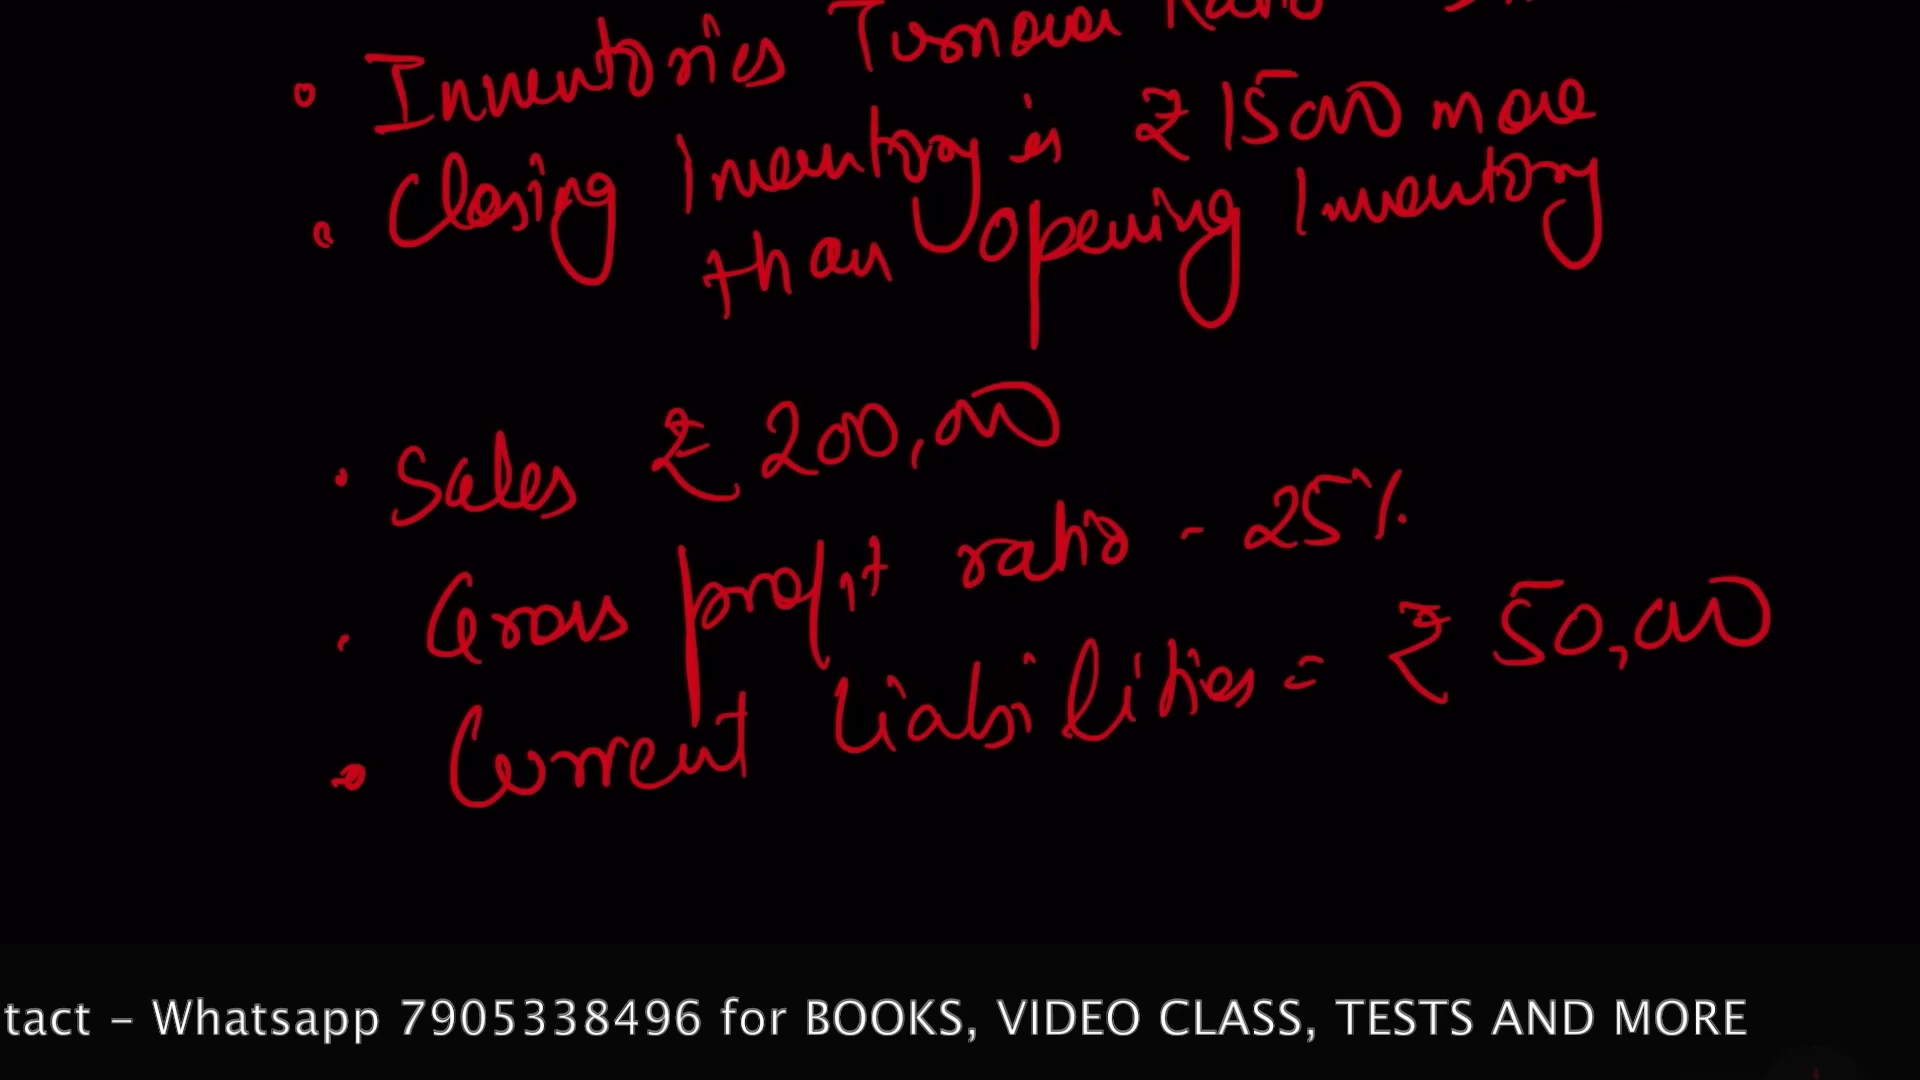 • Inventories Turnover Ratio
• Closing Inventory is ₹ 15000 more
than opening Inventory
• Sales ₹ 200,000
• Gross profit ratio - 25%
• Current liabilities = ₹ 50,000
tact – Whatsapp 7905338496 for BOOKS, VIDEO CLASS, TESTS AND MORE